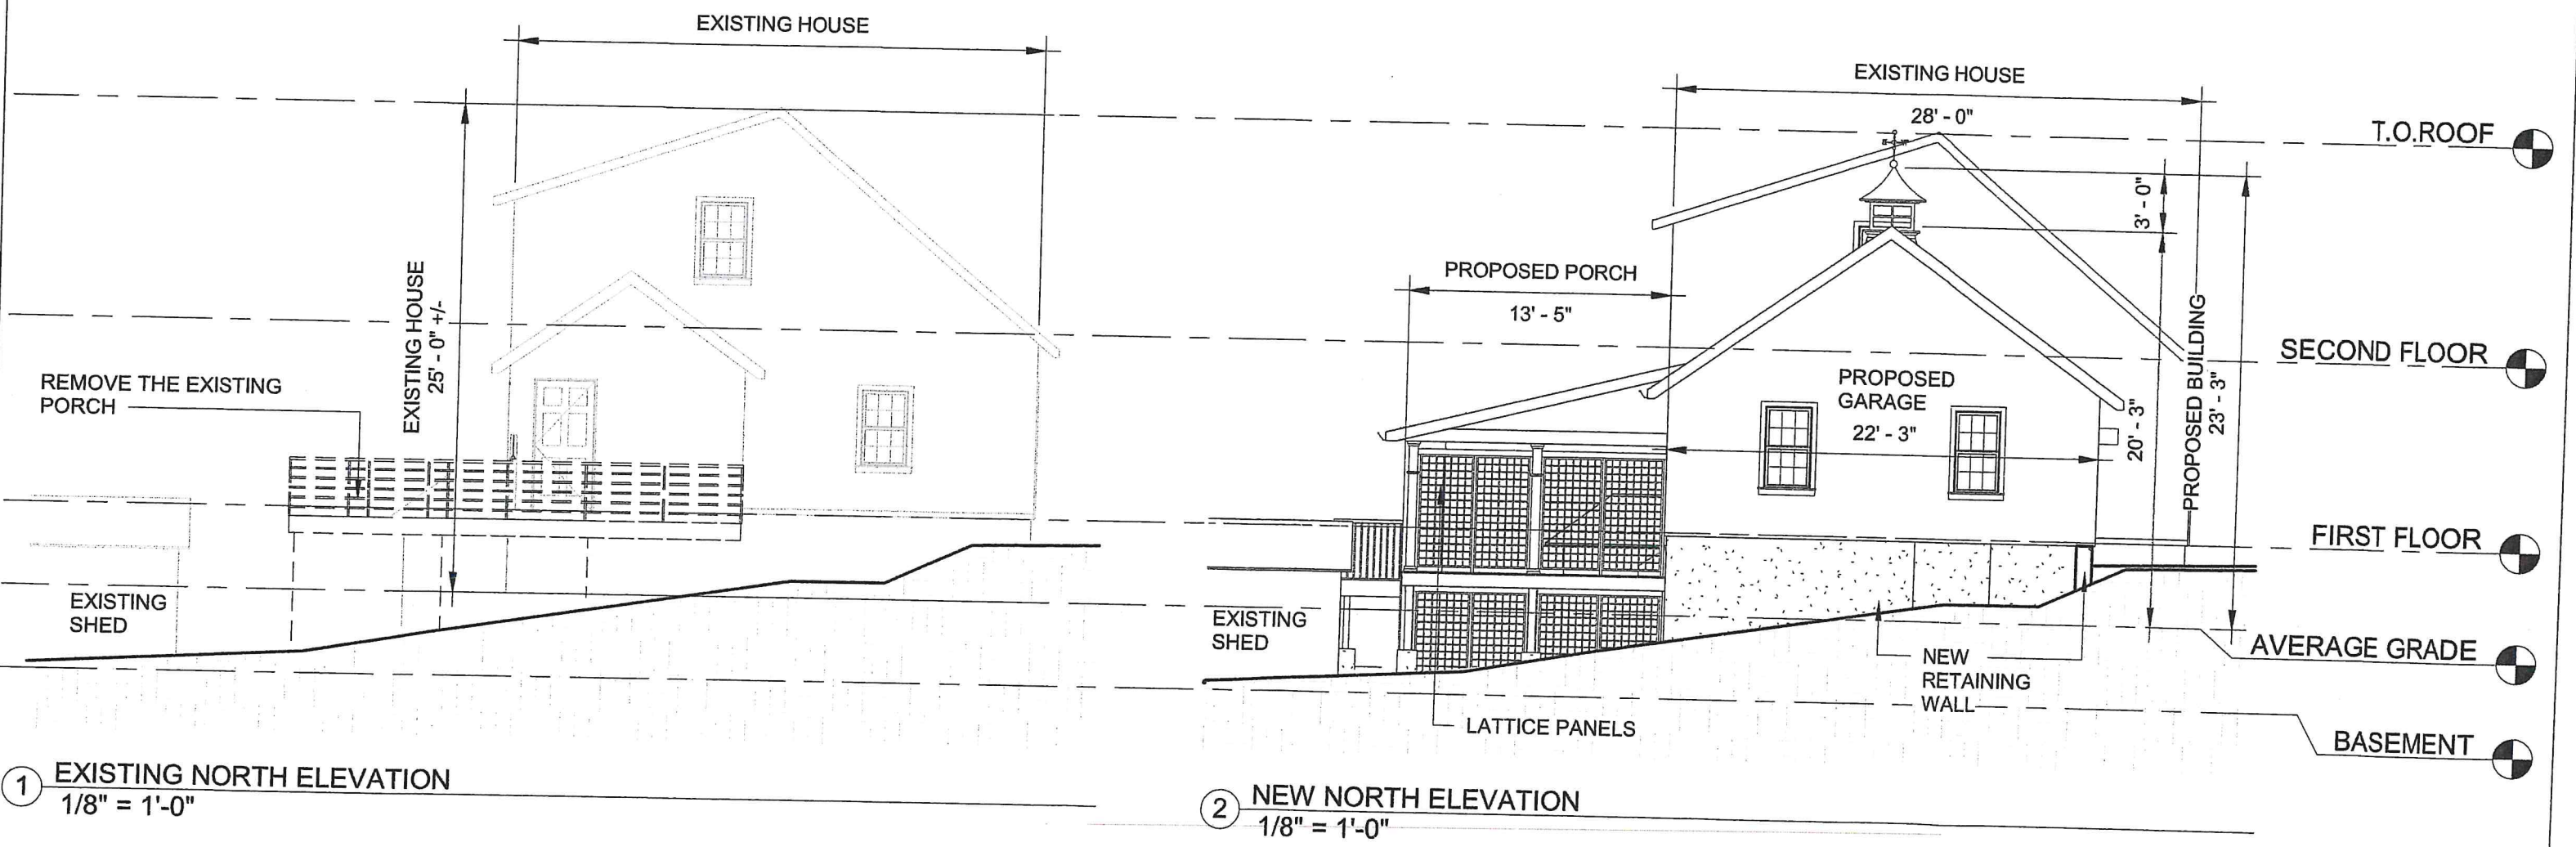 EXISTING HOUSE
EXISTING HOUSE
25' - 0" +/-
REMOVE THE EXISTING
PORCH
EXISTING
SHED
1
EXISTING NORTH ELEVATION
1/8" = 1'-0"
EXISTING HOUSE
28' - 0"
PROPOSED PORCH
13' - 5"
3' - 0"
PROPOSED BUILDING
23' - 3"
20' - 3"
PROPOSED
GARAGE
22' - 3"
EXISTING
SHED
NEW
RETAINING
WALL
LATTICE PANELS
T.O.ROOF
SECOND FLOOR
FIRST FLOOR
AVERAGE GRADE
BASEMENT
2
NEW NORTH ELEVATION
1/8" = 1'-0"